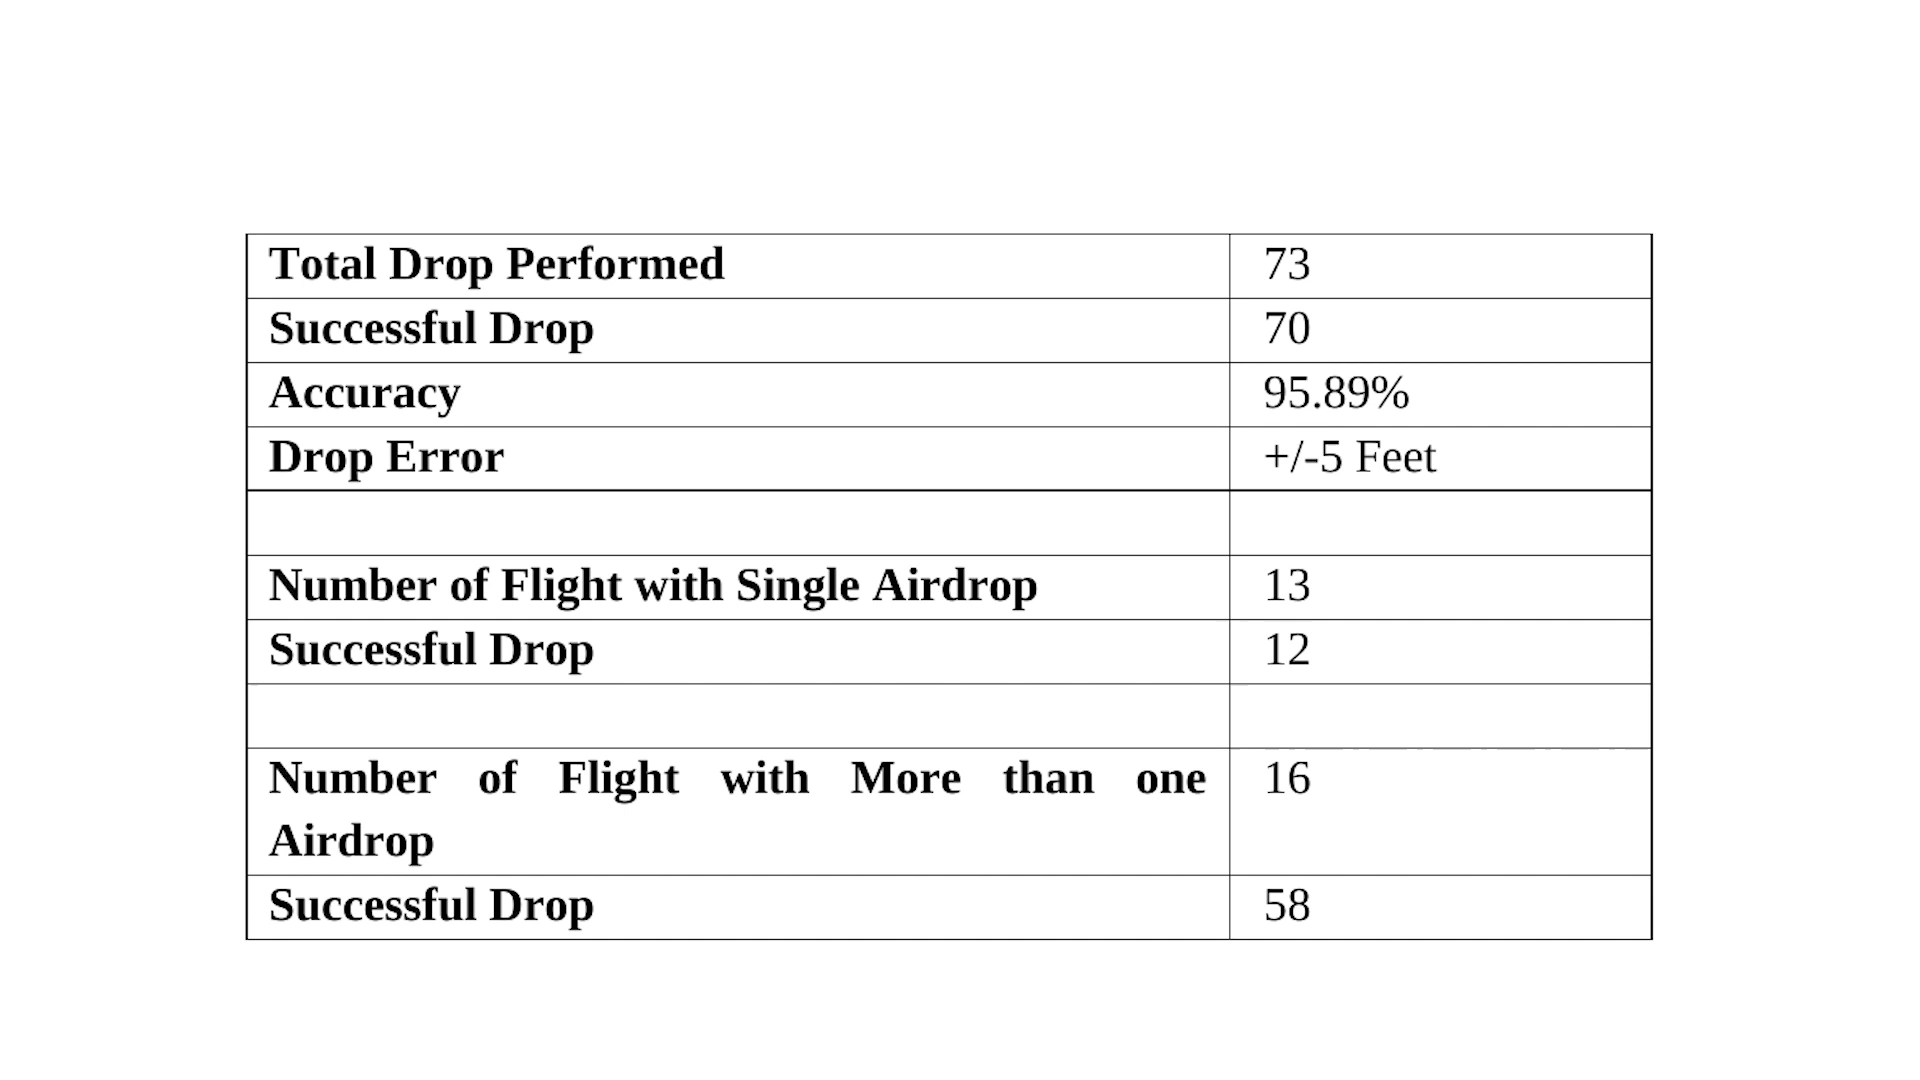 Total Drop Performed 73
Successful Drop 70
Accuracy 95.89%
Drop Error +/-5 Feet
Number of Flight with Single Airdrop 13
Successful Drop 12
Number of Flight with More than one 16
Airdrop
Successful Drop 58